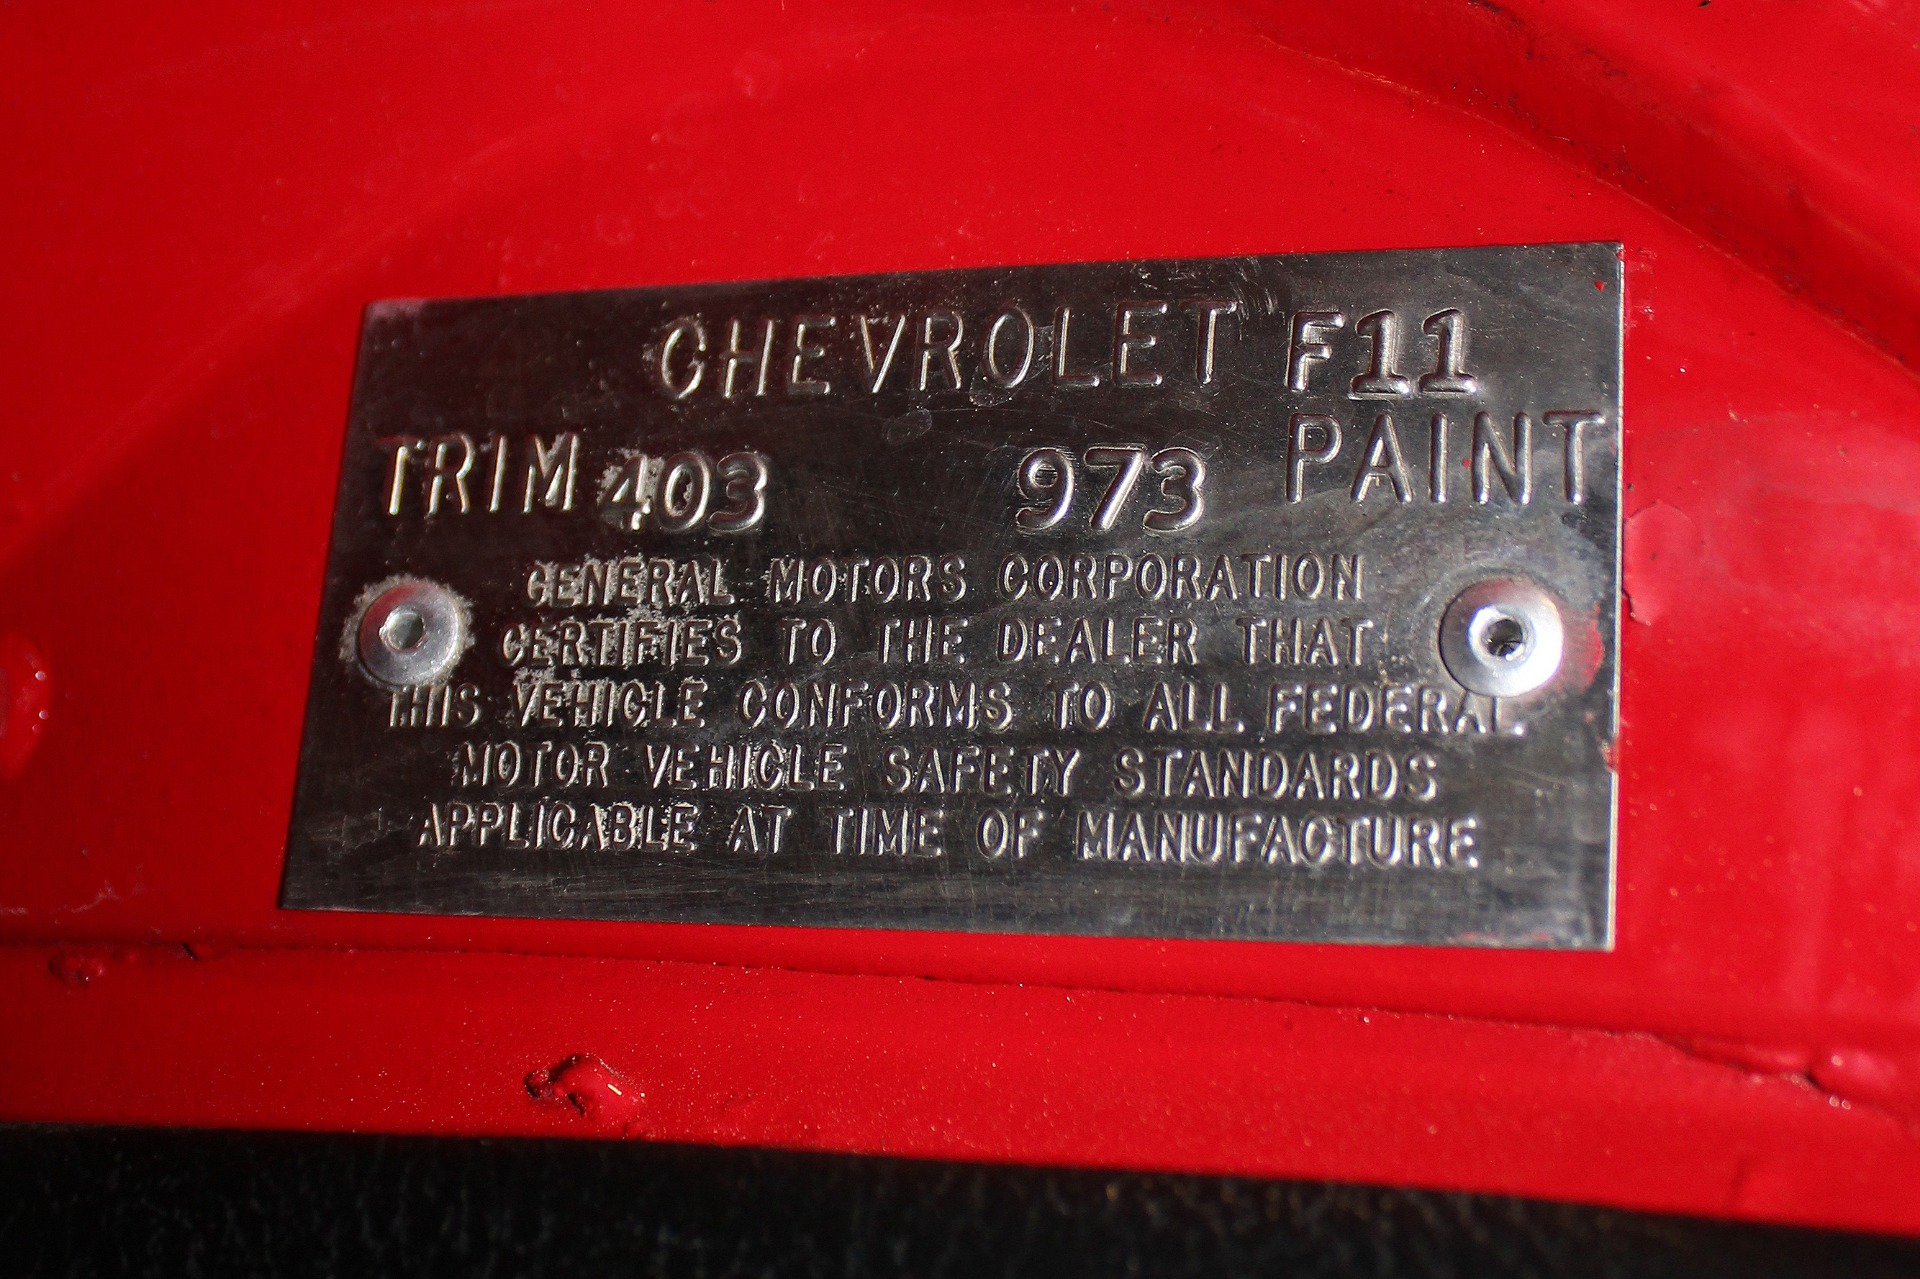 CHEVROLET F11
TRIM 403 973 PAINT
GENERAL MOTORS CORPORATION
CERTIFIES TO THE DEALER THAT
THIS VEHICLE CONFORMS TO ALL FEDERAL
MOTOR VEHICLE SAFETY STANDARDS
APPLICABLE AT TIME OF MANUFACTURE